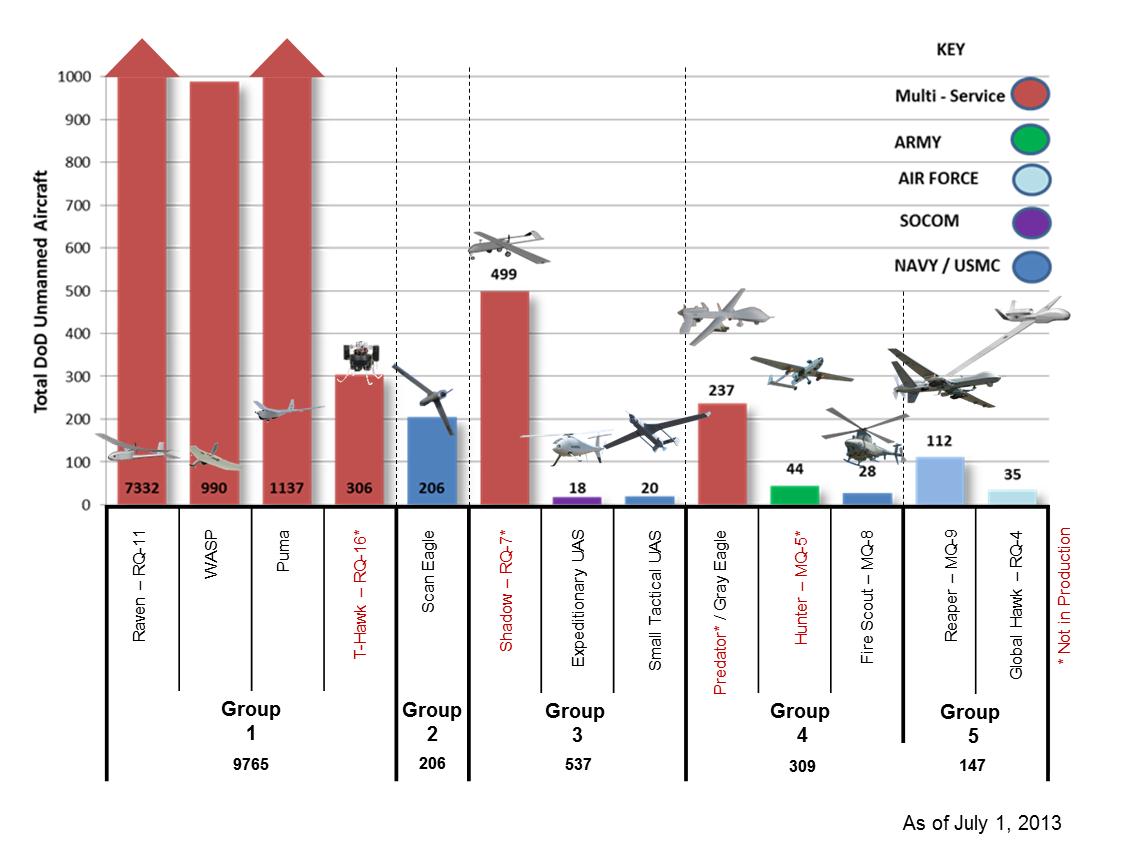 KEY
Multi - Service
ARMY
AIR FORCE
SOCOM
NAVY / USMC
Total DoD Unmanned Aircraft
1000
900
800
700
600
500
400
300
200
100
0
7332
990
1137
306
206
499
18
20
237
44
28
112
35
Raven – RQ-11
WASP
Puma
T-Hawk – RQ-16*
Scan Eagle
Shadow – RQ-7*
Expeditionary UAS
Small Tactical UAS
Predator* / Gray Eagle
Hunter – MQ-5*
Fire Scout – MQ-8
Reaper – MQ-9
Global Hawk – RQ-4
* Not in Production
Group
1
9765
Group
2
206
Group
3
537
Group
4
309
Group
5
147
As of July 1, 2013